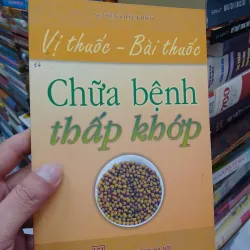 Vị thuốc - Bài thuốc
Chữa bệnh
thấp khớp